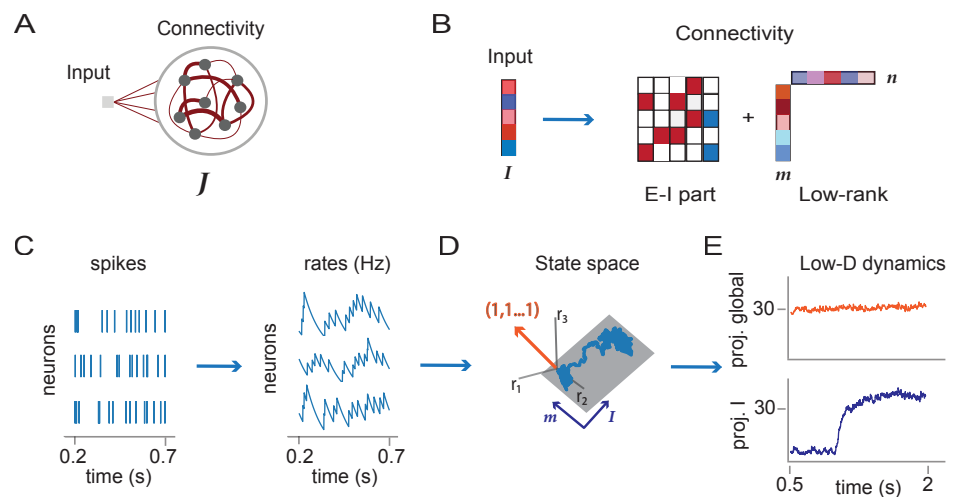 A
Connectivity
Input
J
B
Connectivity
Input
I
+
n
m
E-I part
Low-rank
C
spikes
rates (Hz)
neurons
neurons
0.2
0.7
time (s)
0.2
0.7
time (s)
D
State space
(1,1...1)
r3
r1
r2
m
I
E
Low-D dynamics
proj. global
30
proj. I
30
0.5
time (s)
2